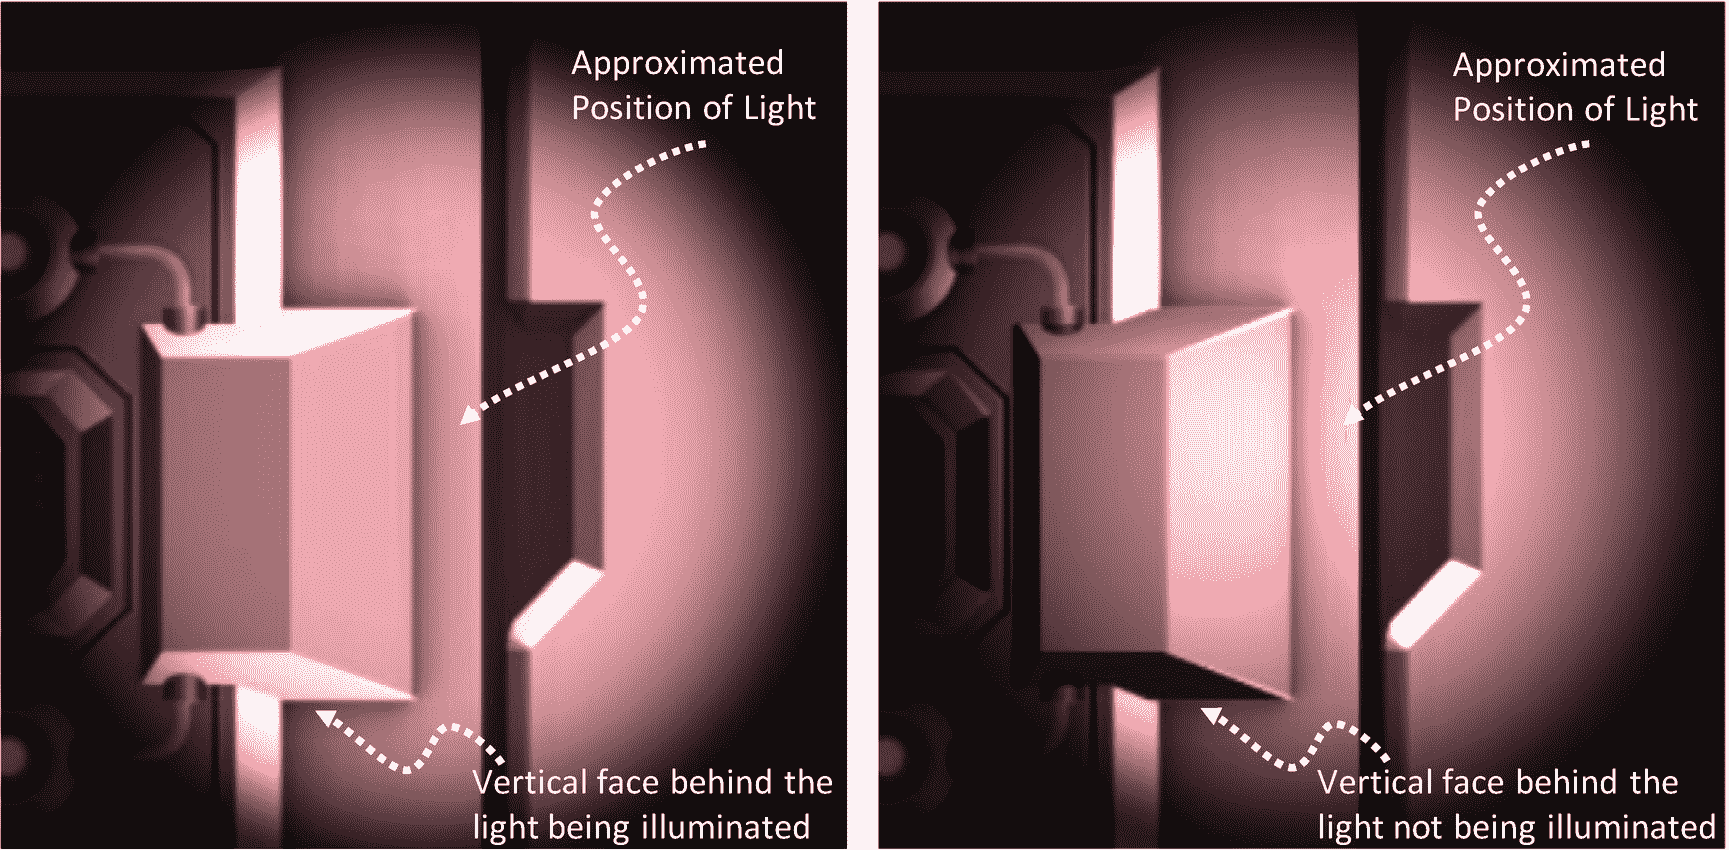 Approximated
Position of Light
Vertical face behind the
light being illuminated
Approximated
Position of Light
Vertical face behind the
light not being illuminated